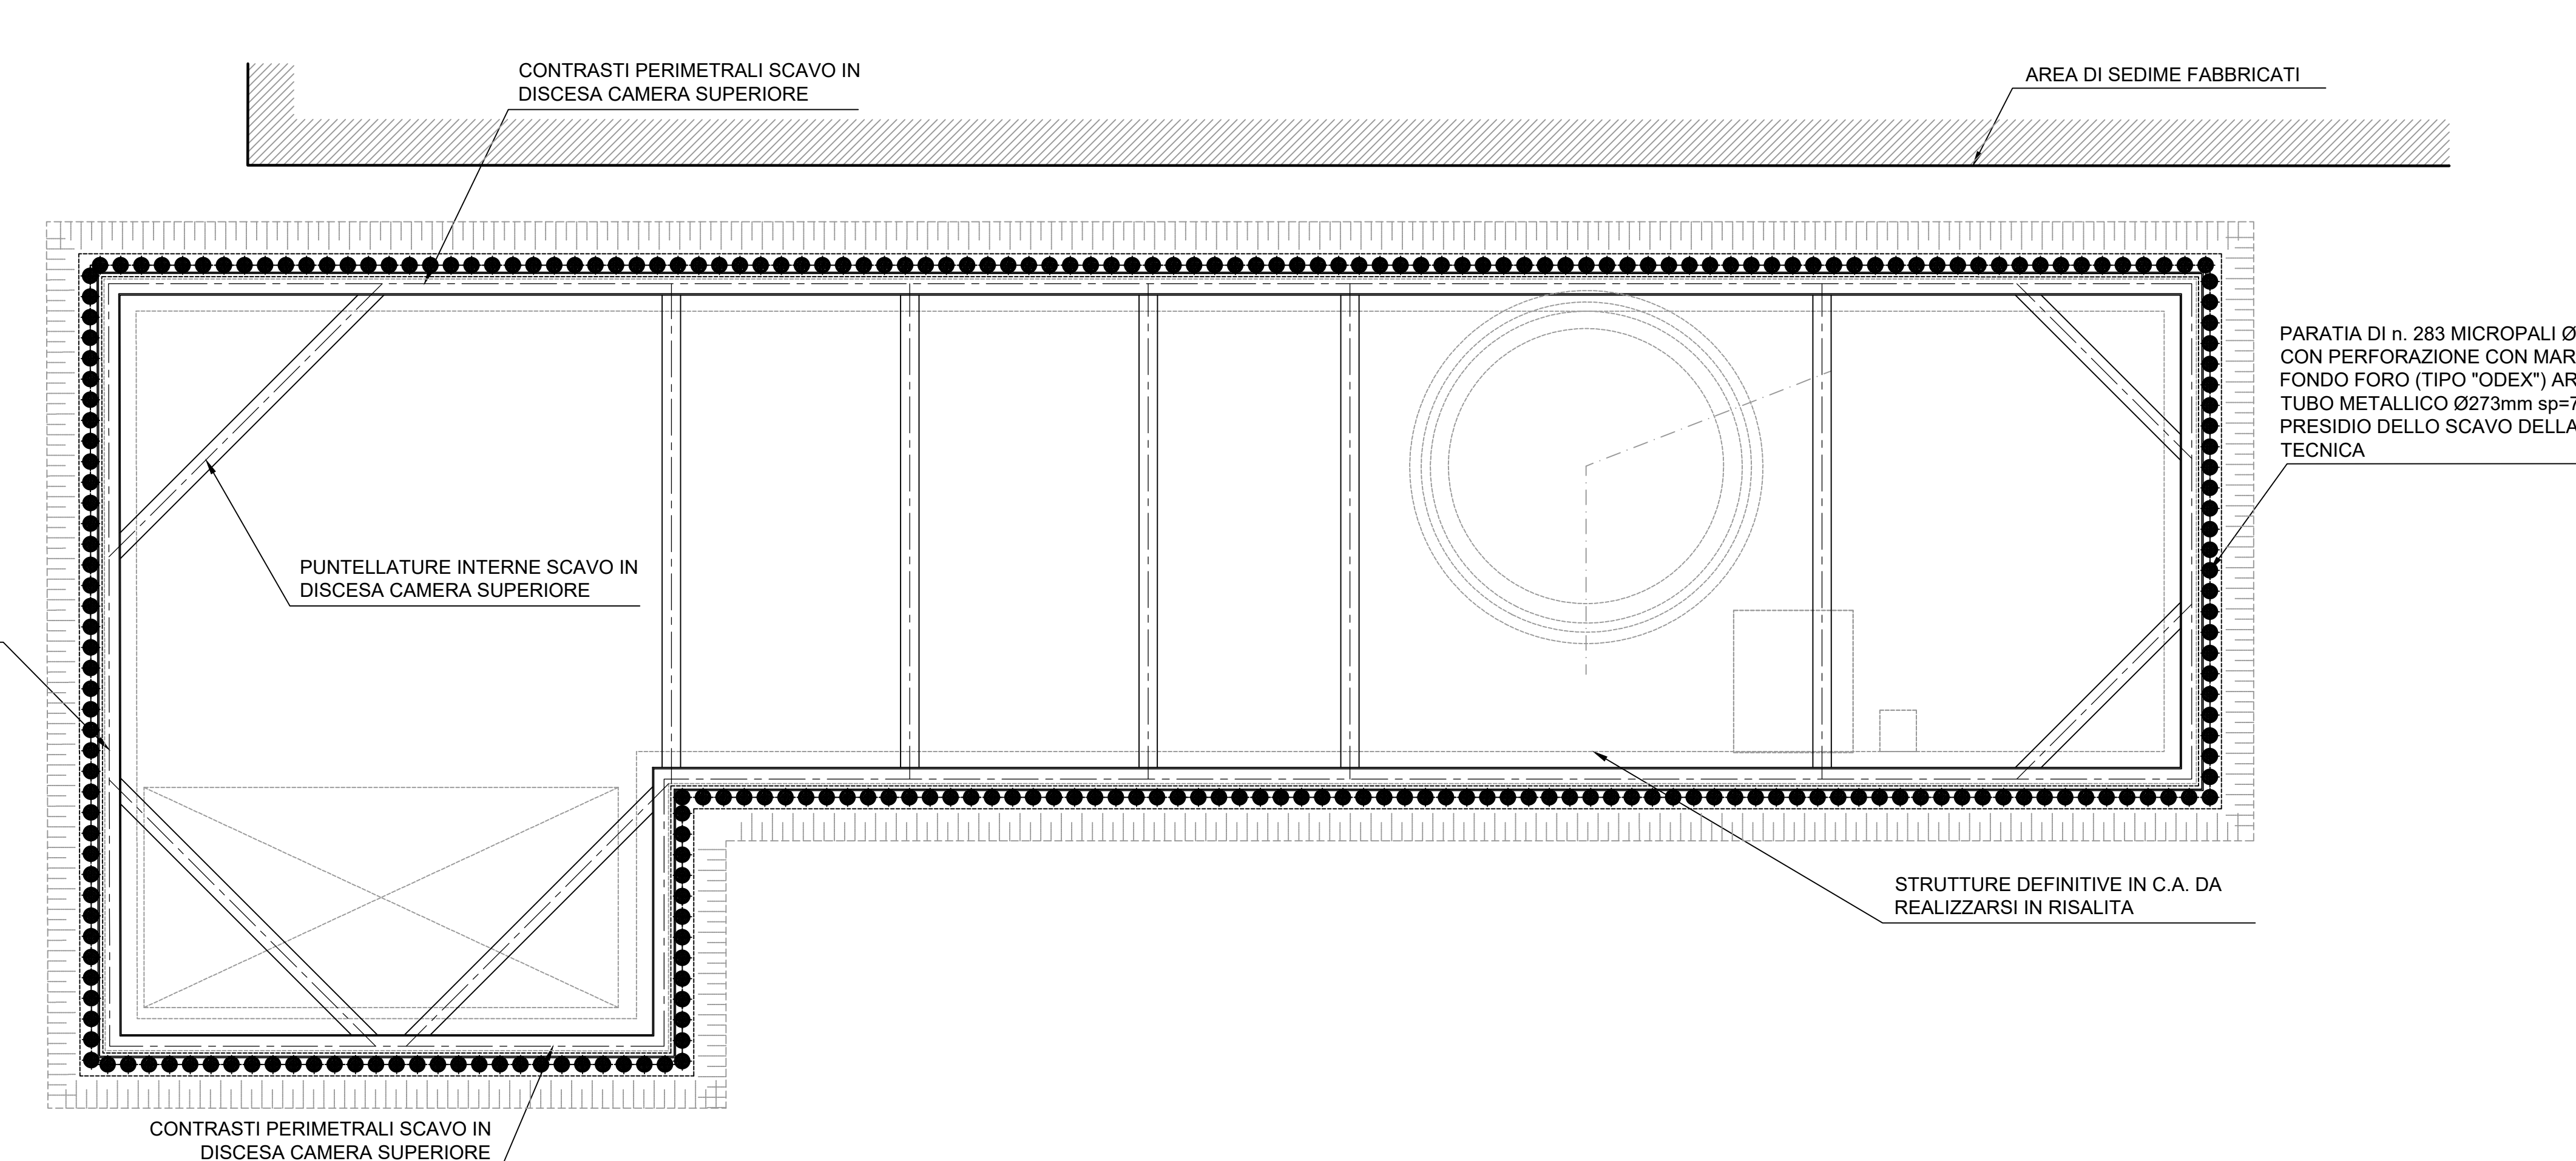 CONTRASTI PERIMETRALI SCAVO IN
DISCESA CAMERA SUPERIORE
AREA DI SEDIME FABBRICATI
PARATIA DI n. 283 MICROPALI Ø
CON PERFORAZIONE CON MAR
FONDO FORO (TIPO "ODEX") AR
TUBO METALLICO Ø273mm sp=7
PRESIDIO DELLO SCAVO DELLA
TECNICA
PUNTELLATURE INTERNE SCAVO IN
DISCESA CAMERA SUPERIORE
STRUTTURE DEFINITIVE IN C.A. DA
REALIZZARSI IN RISALITA
CONTRASTI PERIMETRALI SCAVO IN
DISCESA CAMERA SUPERIORE